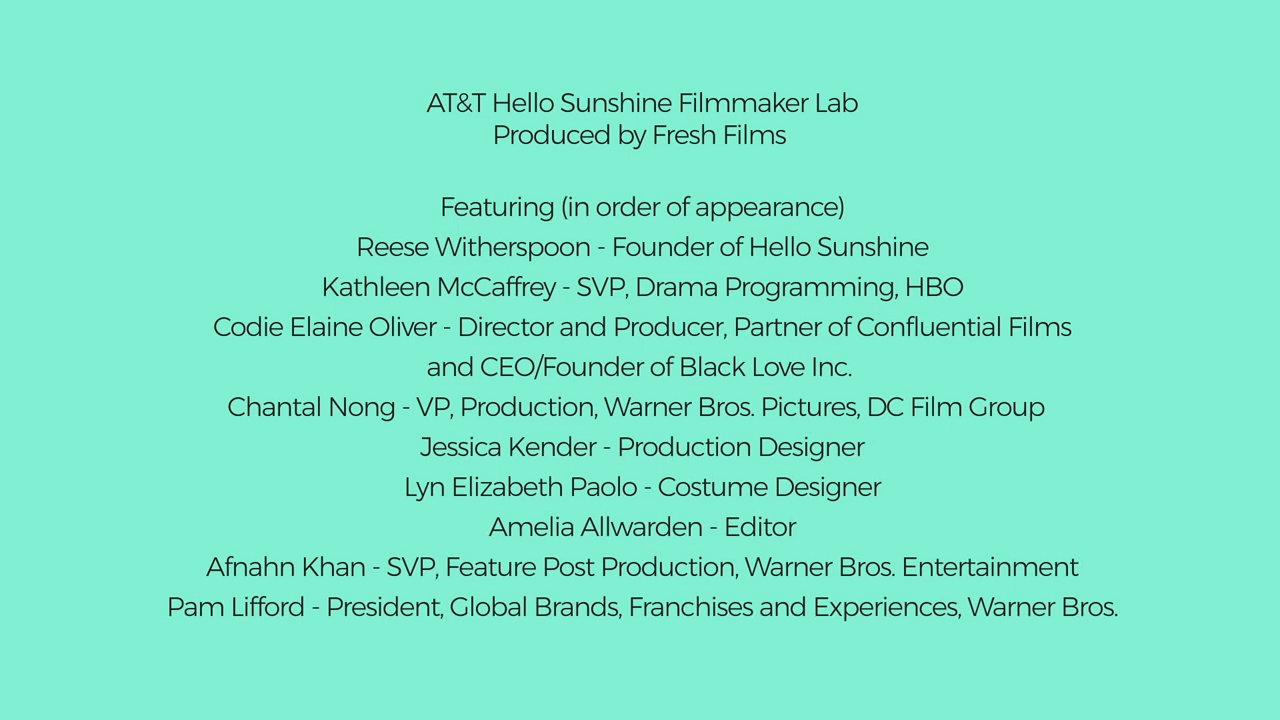 AT&T Hello Sunshine Filmmaker Lab
Produced by Fresh Films
Featuring (in order of appearance)
Reese Witherspoon - Founder of Hello Sunshine
Kathleen McCaffrey - SVP, Drama Programming, HBO
Codie Elaine Oliver - Director and Producer, Partner of Confluential Films
and CEO/Founder of Black Love Inc.
Chantal Nong - VP, Production, Warner Bros. Pictures, DC Film Group
Jessica Kender - Production Designer
Lyn Elizabeth Paolo - Costume Designer
Amelia Allwarden - Editor
Afnahn Khan - SVP, Feature Post Production, Warner Bros. Entertainment
Pam Lifford - President, Global Brands, Franchises and Experiences, Warner Bros.